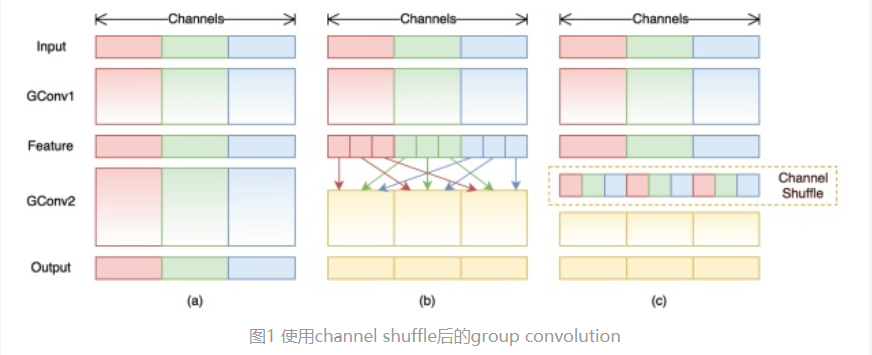 Channels Channels Channels
Input
GConv1
Feature
Channel
Shuffle
GConv2
Output
(a) (b) (c)
图1 使用channel shuffle后的group convolution